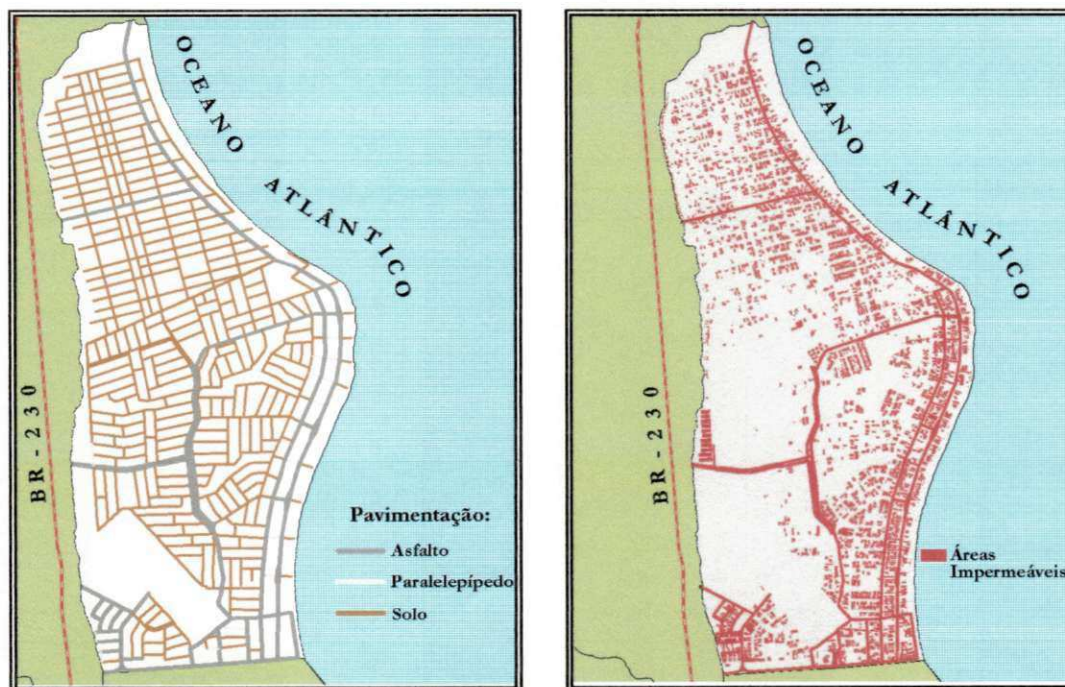 OCEANO
ATLÂNTICO
BR-230
Pavimentação:
Asfalto
Paralelepípedo
Solo
OCEANO
ATLÂNTICO
BR-230
Áreas
Impermeáveis